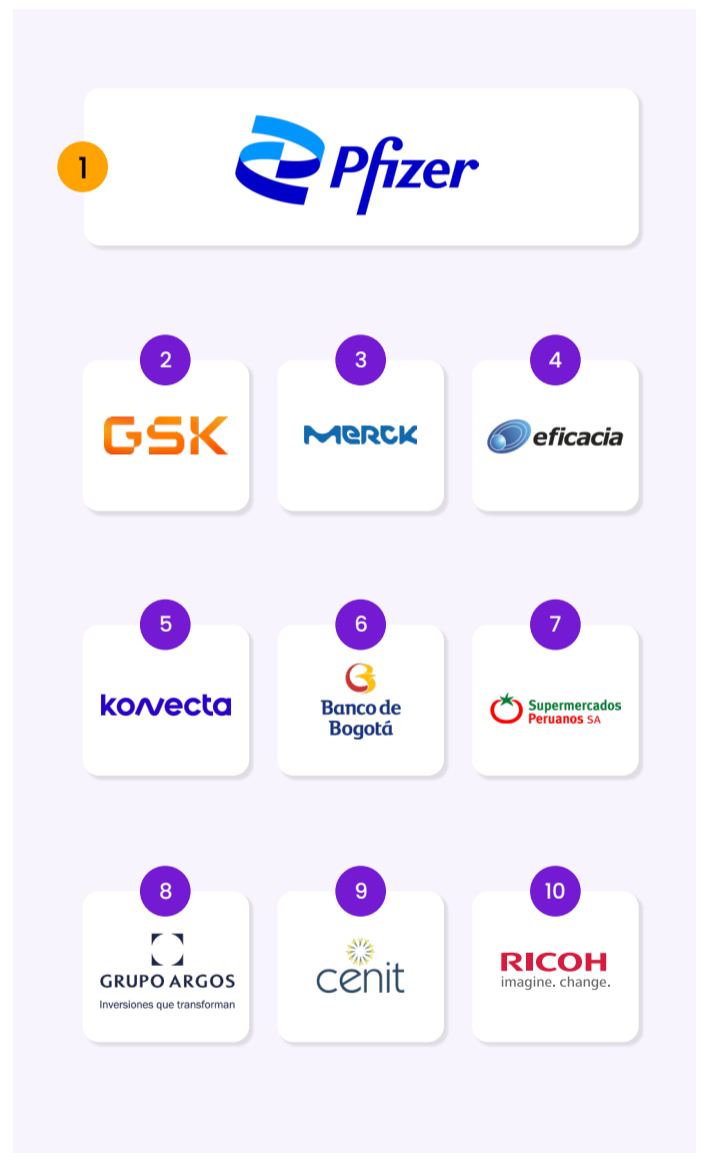 1
Pfizer
2
3
4
GSK
MERCK
eficacia
5
6
7
konecta
Banco de
Bogotá
Supermercados
Peruanos SA
8
9
10
GRUPO ARGOS
Inversiones que transforman
cenit
RICOH
imagine. change.